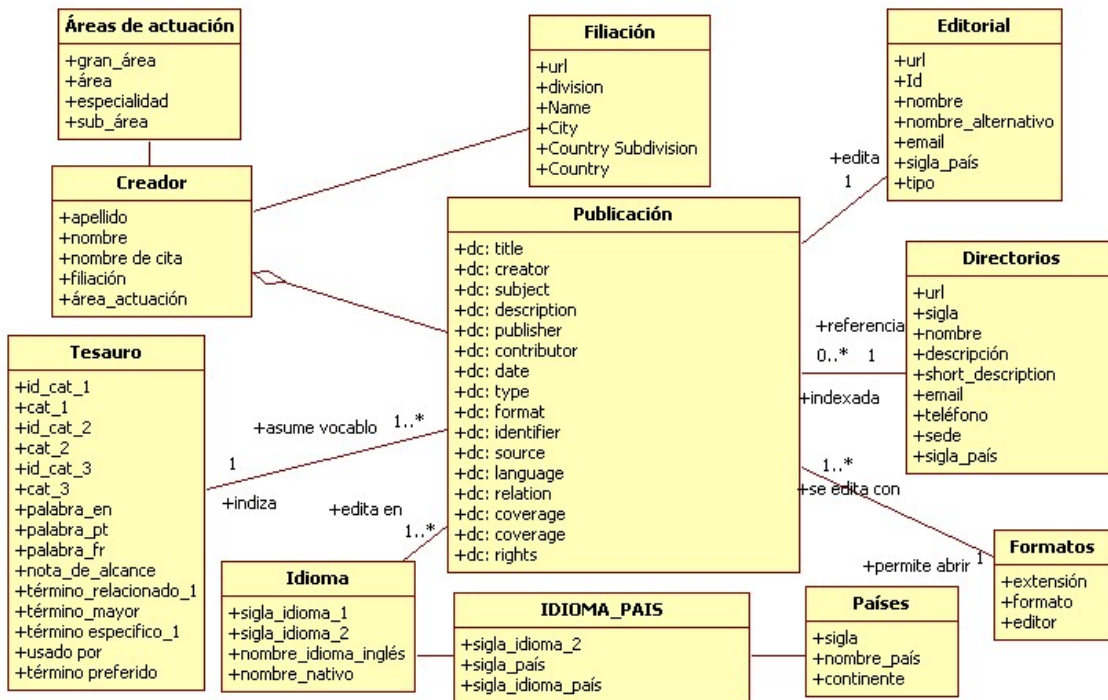 Áreas de actuación
+gran_área
+área
+especialidad
+sub_área
Filiación
+url
+division
+Name
+City
+Country Subdivision
+Country
Editorial
+url
+Id
+nombre
+nombre_alternativo
+email
+sigla_país
+tipo
Creador
+apellido
+nombre
+nombre de cita
+filiación
+área_actuación
Publicación
+dc: title
+dc: creator
+dc: subject
+dc: description
+dc: publisher
+dc: contributor
+dc: date
+dc: type
+dc: format
+dc: identifier
+dc: source
+dc: language
+dc: relation
+dc: coverage
+dc: coverage
+dc: rights
+edita
1
Directorios
+url
+sigla
+nombre
+descripción
+short_description
+email
+teléfono
+sede
+sigla_país
+referencia
0..* 1
+indexada
Tesauro
+id_cat_1
+cat_1
+id_cat_2
+cat_2
+id_cat_3
+cat_3
+palabra_en
+palabra_pt
+palabra_fr
+nota_de_alcance
+término_relacionado_1
+término_mayor
+término especifico_1
+usado por
+término preferido
+asume vocablo 1..*
1
+indiza
+edita en
1..*
1..*
+se edita con
+permite abrir 1
Formatos
+extensión
+formato
+editor
Idioma
+sigla_idioma_1
+sigla_idioma_2
+nombre_idioma_inglés
+nombre_nativo
IDIOMA_PAIS
+sigla_idioma_2
+sigla_país
+sigla_idioma_país
Países
+sigla
+nombre_país
+continente